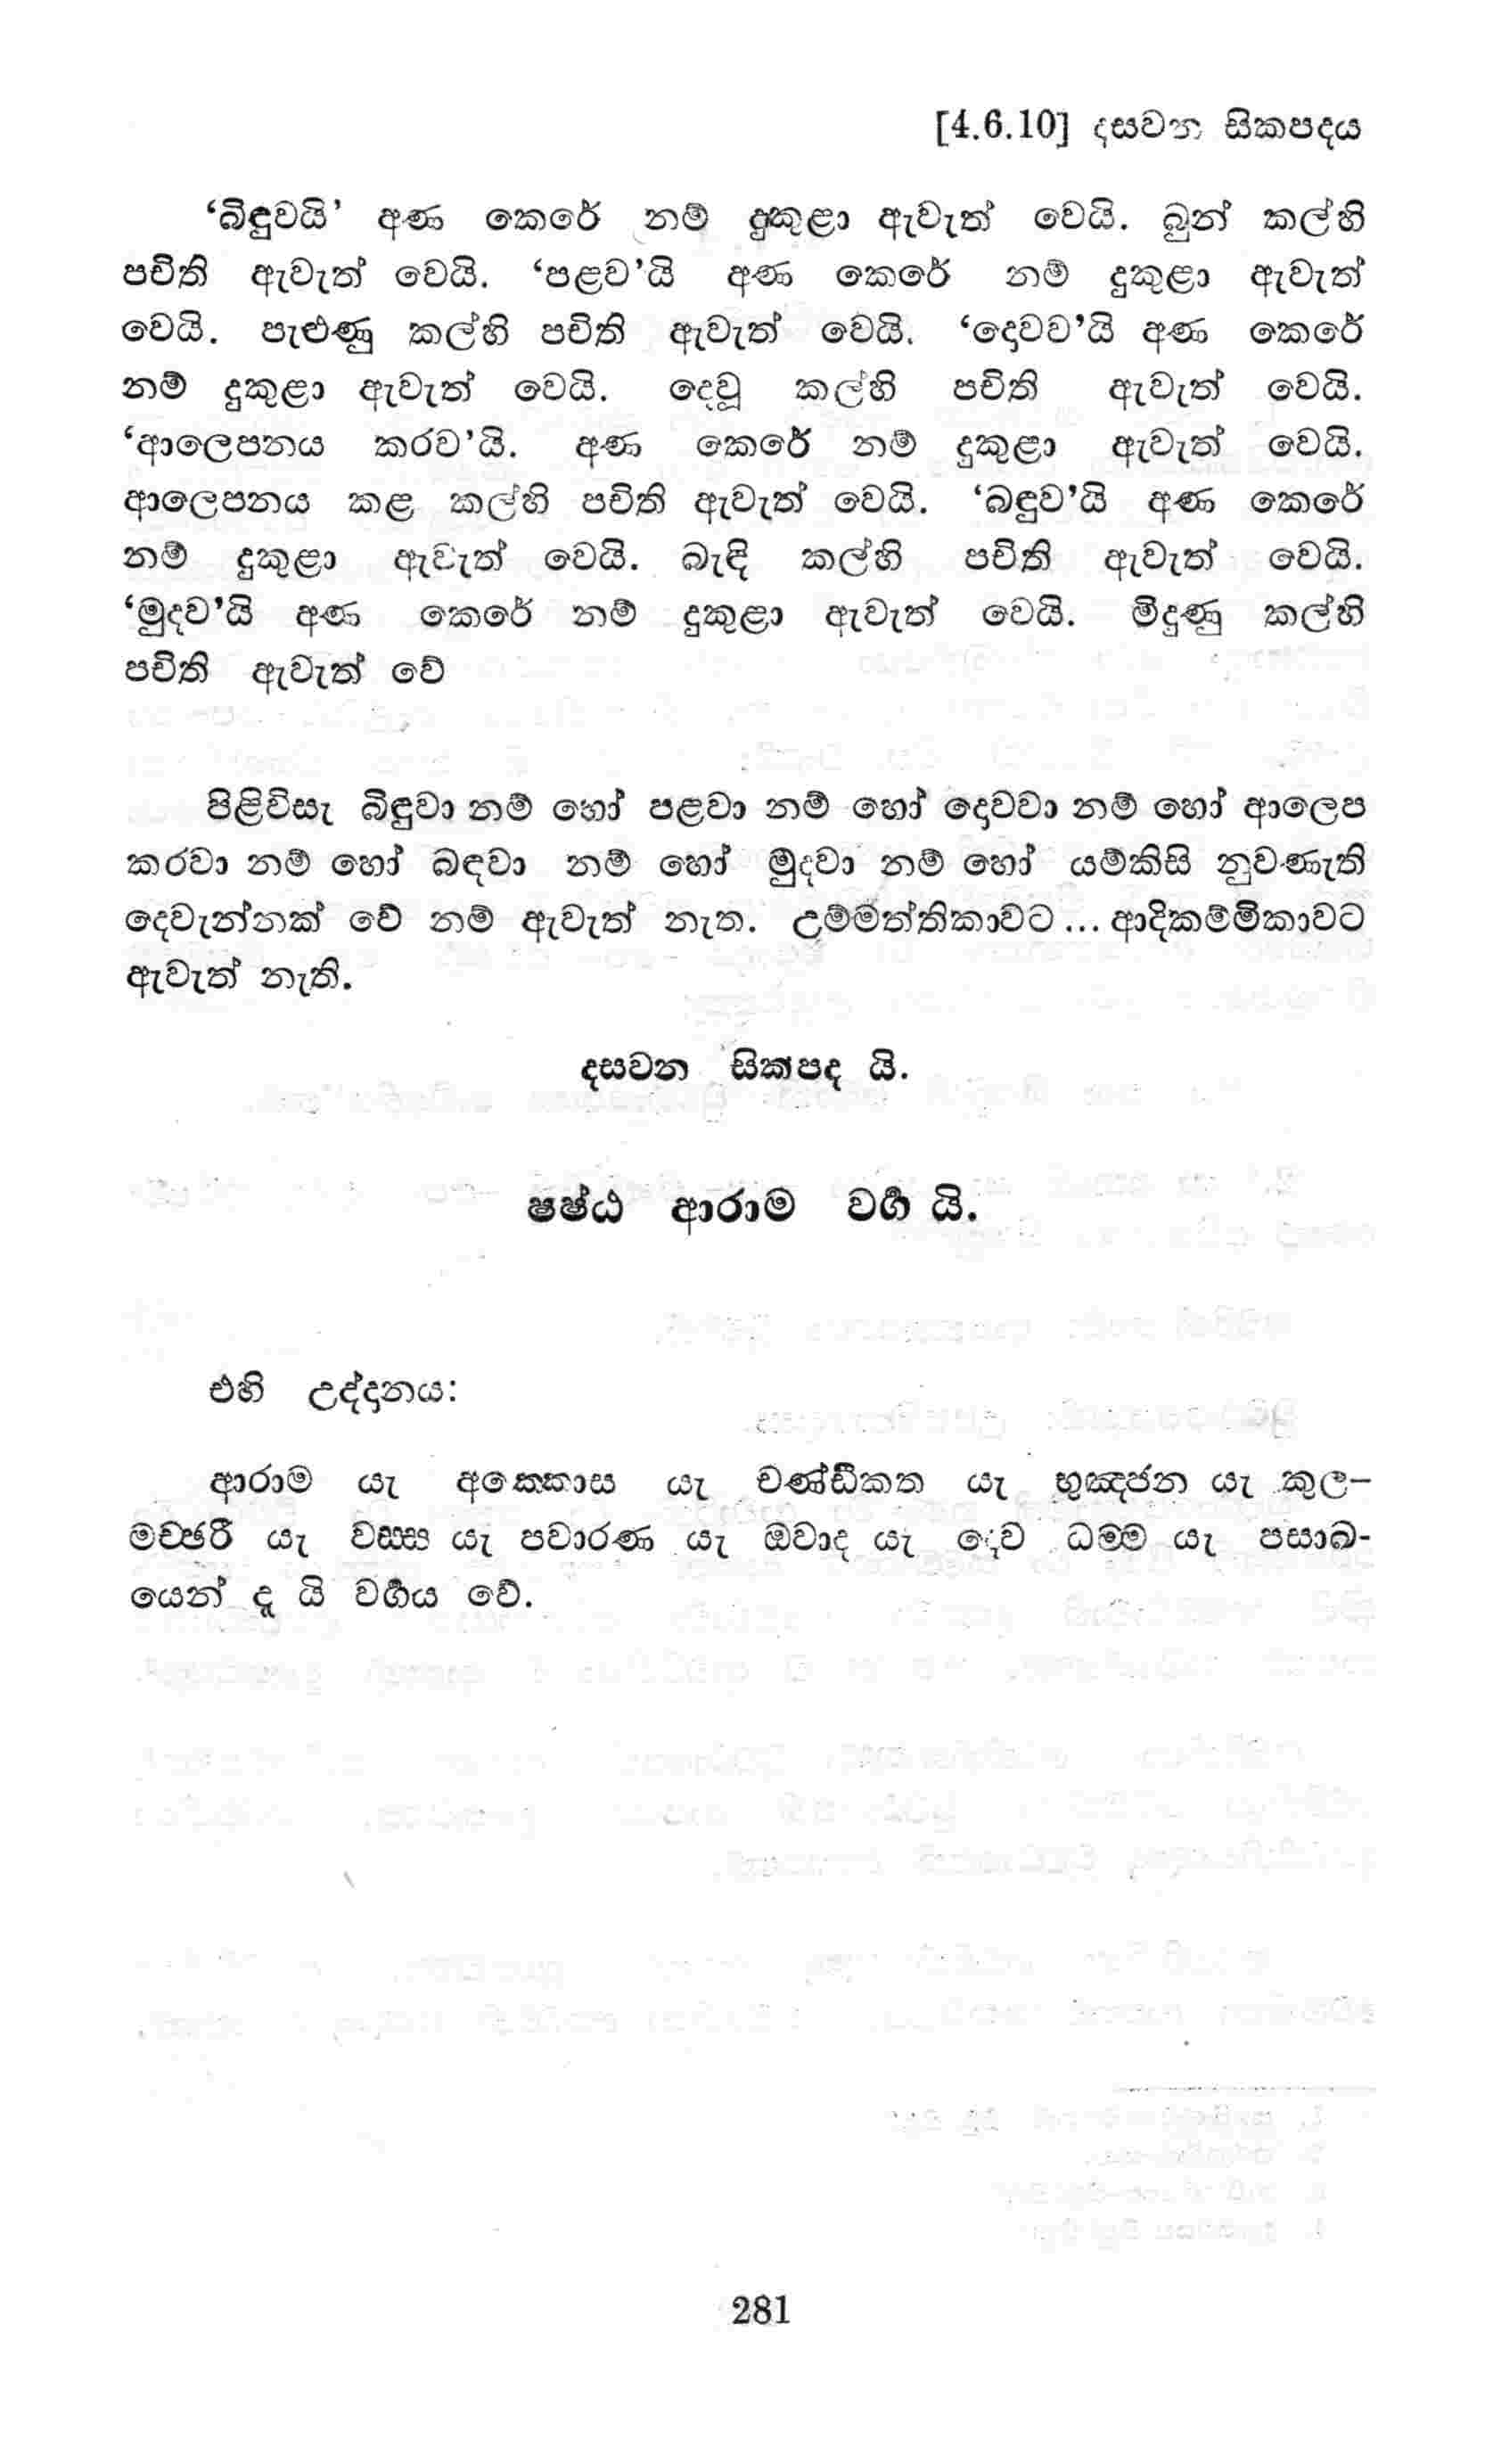 [4.6.10] දසවන සිකපදය
‘බිඳුවයි’ අණ කෙරේ නම් දුකුළා ඇවැත් වෙයි. බුන් කල්හි
පචිති ඇවැත් වෙයි. ‘පළව’යි අණ කෙරේ නම් දුකුළා ඇවැත්
වෙයි. පැළුණු කල්හි පචිති ඇවැත් වෙයි. ‘දොවව’යි අණ කෙරේ
නම් දුකුළා ඇවැත් වෙයි. දෙවූ කල්හි පචිති ඇවැත් වෙයි.
‘ආලෙපනය කරව’යි. අණ කෙරේ නම් දුකුළා ඇවැත් වෙයි.
ආලෙපනය කළ කල්හි පචිති ඇවැත් වෙයි. ‘බඳුව’යි අණ කෙරේ
නම් දුකුළා ඇවැත් වෙයි. බැඳි කල්හි පචිති ඇවැත් වෙයි.
‘මුදව’යි අණ කෙරේ නම් දුකුළා ඇවැත් වෙයි. මිදුණු කල්හි
පචිති ඇවැත් වේ
පිළිවිසැ බිඳුවා නම් හෝ පළවා නම් හෝ දොවවා නම් හෝ ආලෙප
කරවා නම් හෝ බඳවා නම් හෝ මුදවා නම් හෝ යම්කිසි නුවණැති
දෙවැන්නක් වේ නම් ඇවැත් නැත. උම්මත්තිකාවට ... ආදිකම්මිකාවට
ඇවැත් නැති.
දසවන සිකපද යි.
ෂෂ්ඨ ආරාම වර්‍ග යි.
එහි උද්දානය:
ආරාම යැ අක‍්කොස යැ චණ්ඩීකත යැ භුඤ‍්ජන යැ කුල-
මච‍්ඡරී යැ වස‍්ස යැ පවාරණ යැ ඔවාද යැ ද‍්වෙ ධම‍්ම යැ පසාඛ-
යෙන් දූ යි වර්‍ගය වේ.
281